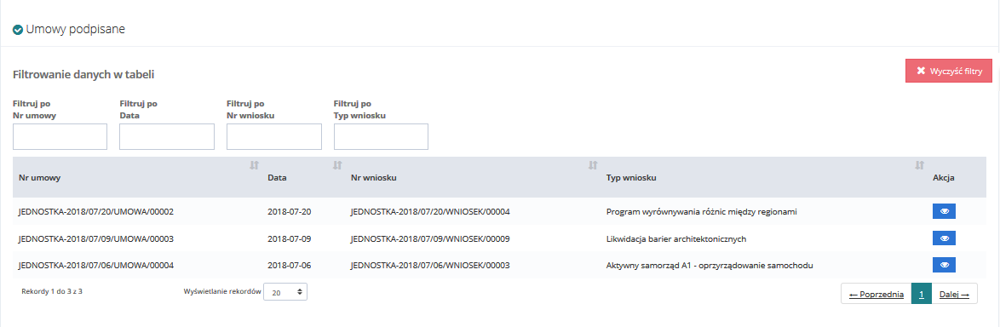 Umowy podpisane
Filtrowanie danych w tabeli
Wyczyść filtry
Filtruj po Filtruj po Filtruj po Filtruj po
Nr umowy Data Nr wniosku Typ wniosku
Nr umowy Data Nr wniosku Typ wniosku Akcja
JEDNOSTKA-2018/07/20/UMOWA/00002 2018-07-20 JEDNOSTKA-2018/07/20/WNIOSEK/00004 Program wyrównywania różnic między regionami
JEDNOSTKA-2018/07/09/UMOWA/00003 2018-07-09 JEDNOSTKA-2018/07/09/WNIOSEK/00009 Likwidacja barier architektonicznych
JEDNOSTKA-2018/07/06/UMOWA/00004 2018-07-06 JEDNOSTKA-2018/07/06/WNIOSEK/00003 Aktywny samorząd A1 - oprzyrządowanie samochodu
Rekordy 1 do 3 z 3 Wyświetlanie rekordów 20 ← Poprzednia 1 Dalej →